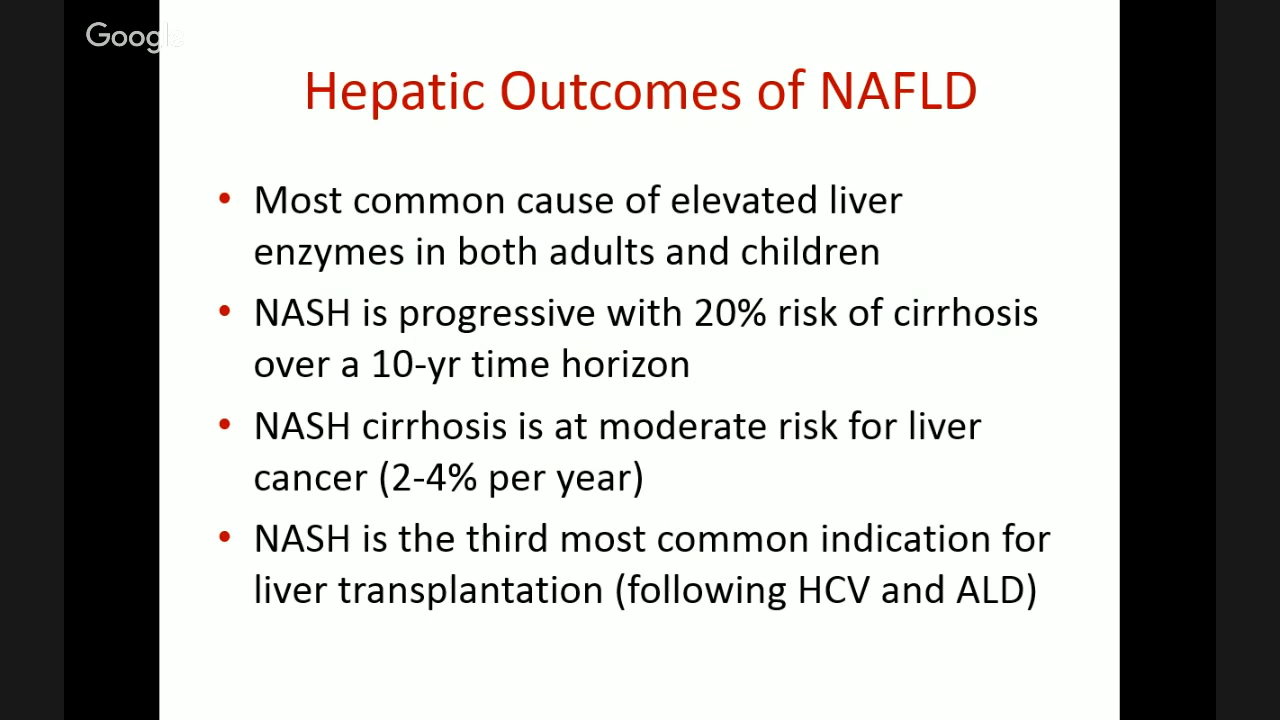 Google
Hepatic Outcomes of NAFLD
• Most common cause of elevated liver
enzymes in both adults and children
• NASH is progressive with 20% risk of cirrhosis
over a 10-yr time horizon
• NASH cirrhosis is at moderate risk for liver
cancer (2-4% per year)
• NASH is the third most common indication for
liver transplantation (following HCV and ALD)